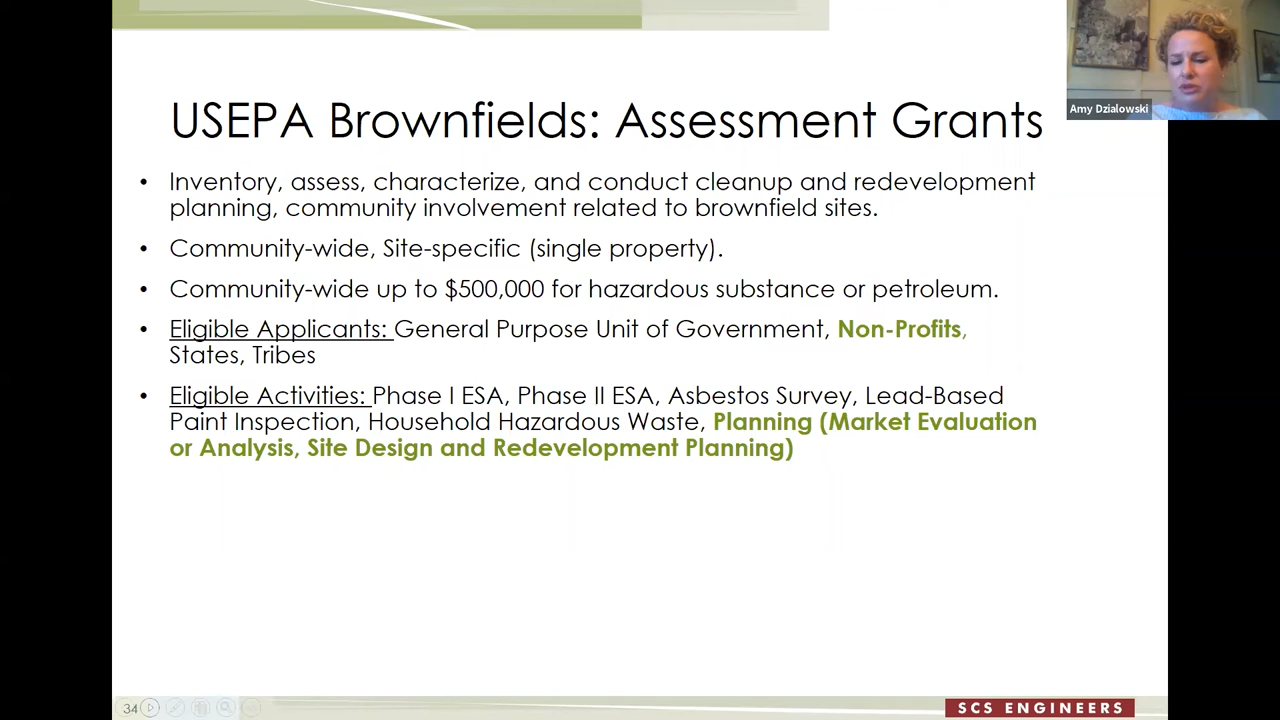 USEPA Brownfields: Assessment Grants
Amy Dzialowski
• Inventory, assess, characterize, and conduct cleanup and redevelopment
planning, community involvement related to brownfield sites.
• Community-wide, Site-specific (single property).
• Community-wide up to $500,000 for hazardous substance or petroleum.
• Eligible Applicants: General Purpose Unit of Government, Non-Profits,
States, Tribes
• Eligible Activities: Phase I ESA, Phase II ESA, Asbestos Survey, Lead-Based
Paint Inspection, Household Hazardous Waste, Planning (Market Evaluation
or Analysis, Site Design and Redevelopment Planning)
34
SCS ENGINEERS